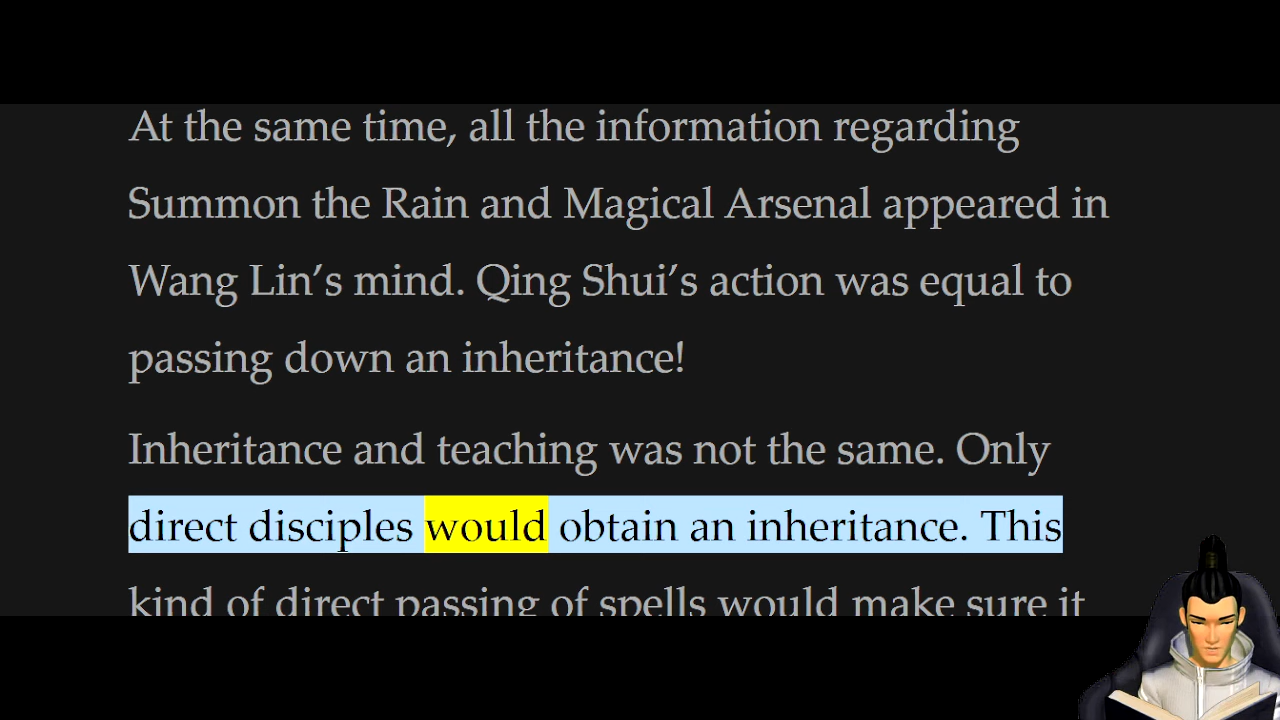 At the same time, all the information regarding
Summon the Rain and Magical Arsenal appeared in
Wang Lin’s mind. Qing Shui’s action was equal to
passing down an inheritance!
Inheritance and teaching was not the same. Only
direct disciples would obtain an inheritance. This
kind of direct passing of spells would make sure it